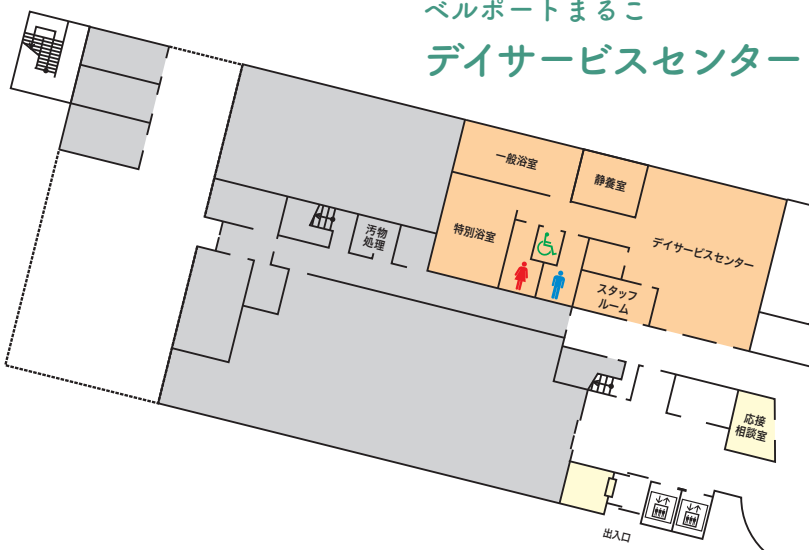 ベルポートまるこ
デイサービスセンター
一般浴室
静養室
特別浴室
汚物
処理
デイサービスセンター
スタッフ
ルーム
応接
相談室
出入口